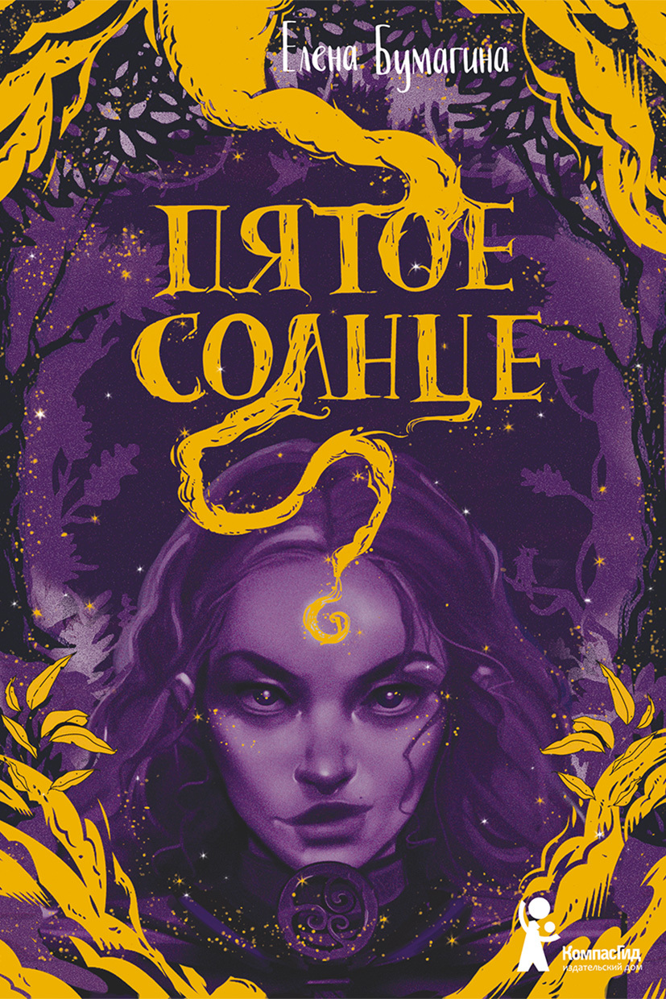 Елена Бумагина
ПЯТОЕ
СОЛНЦЕ
КомпасГид
издательский дом